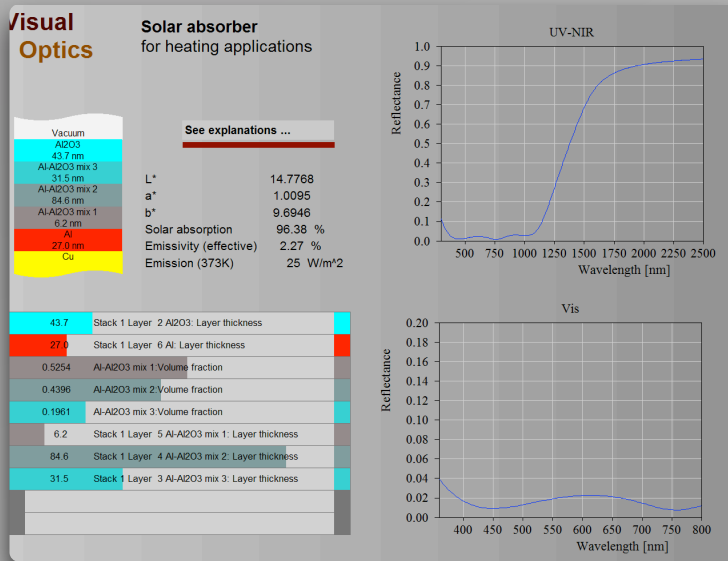 Visual
Optics
Solar absorber
for heating applications
See explanations ...
Vacuum
Al2O3
43.7 nm
Al-Al2O3 mix 3
31.5 nm
Al-Al2O3 mix 2
84.6 nm
Al-Al2O3 mix 1
6.2 nm
Al
27.0 nm
Cu
L* 14.7768
a* 1.0095
b* 9.6946
Solar absorption 96.38 %
Emissivity (effective) 2.27 %
Emission (373K) 25 W/m^2
43.7 Stack 1 Layer 2 Al2O3: Layer thickness
27.0 Stack 1 Layer 6 Al: Layer thickness
0.5254 Al-Al2O3 mix 1:Volume fraction
0.4396 Al-Al2O3 mix 2:Volume fraction
0.1961 Al-Al2O3 mix 3:Volume fraction
6.2 Stack 1 Layer 5 Al-Al2O3 mix 1: Layer thickness
84.6 Stack 1 Layer 4 Al-Al2O3 mix 2: Layer thickness
31.5 Stack 1 Layer 3 Al-Al2O3 mix 3: Layer thickness
UV-NIR
Reflectance
1.0
0.9
0.8
0.7
0.6
0.5
0.4
0.3
0.2
0.1
0.0
500 750 1000 1250 1500 1750 2000 2250 2500
Wavelength [nm]
Vis
Reflectance
0.20
0.18
0.16
0.14
0.12
0.10
0.08
0.06
0.04
0.02
0.00
400 450 500 550 600 650 700 750 800
Wavelength [nm]